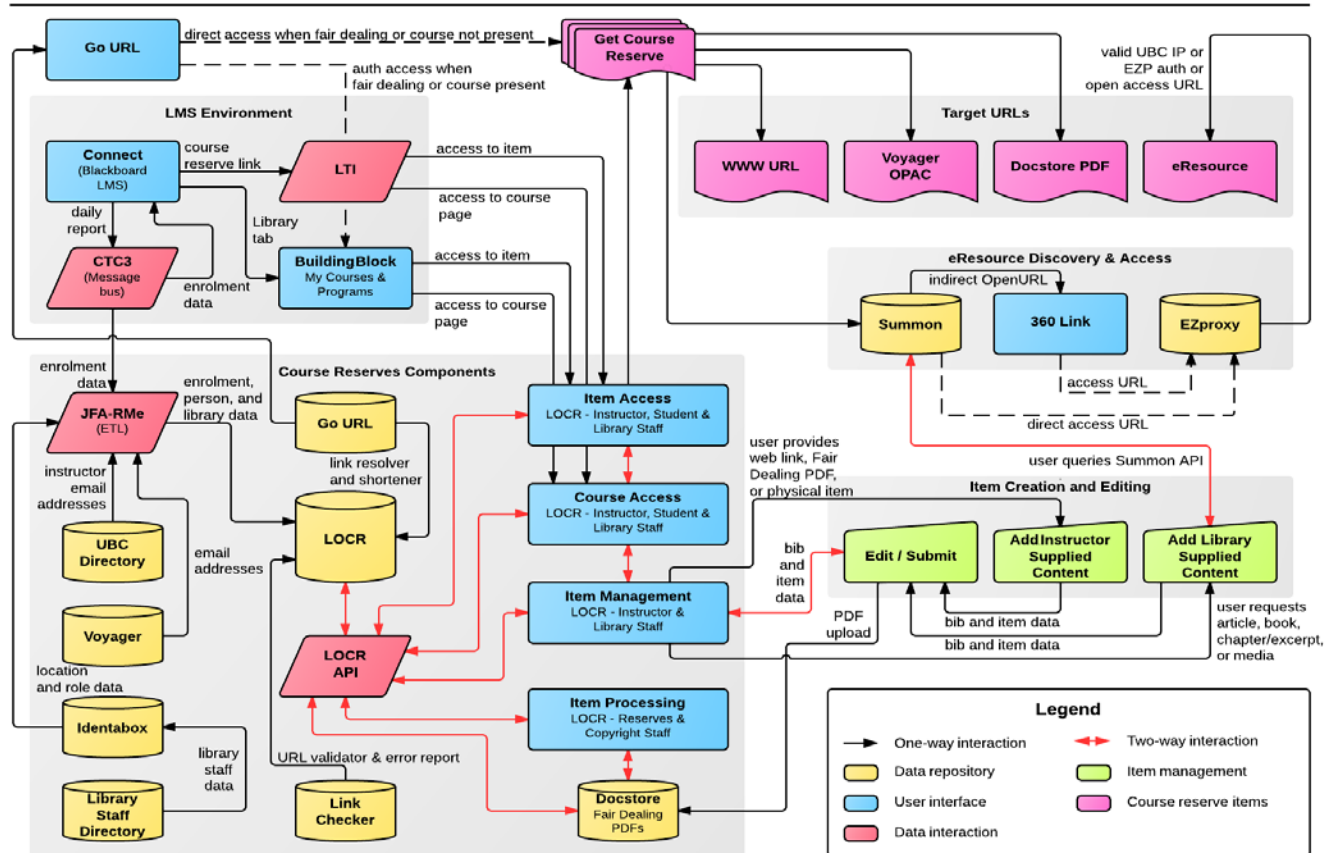 Go URL
direct access when fair dealing or course not present
Get Course
Reserve
auth access when
fair dealing or course present
valid UBC IP or
EZP auth or
open access URL
LMS Environment
Target URLs
Connect
(Blackboard
LMS)
course
reserve link
LTI
access to item
access to course
page
WWW URL
Voyager
OPAC
Docstore PDF
eResource
daily
report
Library
tab
CTC3
(Message
bus)
enrolment
data
BuildingBlock
My Courses &
Programs
access to item
access to course
page
eResource Discovery & Access
indirect OpenURL
Summon
360 Link
EZproxy
access URL
direct access URL
enrolment
data
enrolment,
person, and
library data
Course Reserves Components
JFA-RMe
(ETL)
Go URL
link resolver
and shortener
Item Access
LOCR - Instructor, Student &
Library Staff
user provides
web link, Fair
Dealing PDF,
or physical item
user queries Summon API
instructor
email
addresses
UBC
Directory
email
addresses
LOCR
Course Access
LOCR - Instructor, Student &
Library Staff
Item Creation and Editing
Edit / Submit
Add Instructor
Supplied
Content
Add Library
Supplied
Content
bib
and
item
data
Voyager
LOCR
API
Item Management
LOCR - Instructor &
Library Staff
PDF
upload
bib and item data
bib and item data
user requests
article, book,
chapter/excerpt,
or media
location
and role data
Identabox
library
staff
data
Library
Staff
Directory
URL validator & error report
Link
Checker
Item Processing
LOCR - Reserves &
Copyright Staff
Docstore
Fair Dealing
PDFs
Legend
One-way interaction
Two-way interaction
Data repository
Item management
User interface
Course reserve items
Data interaction